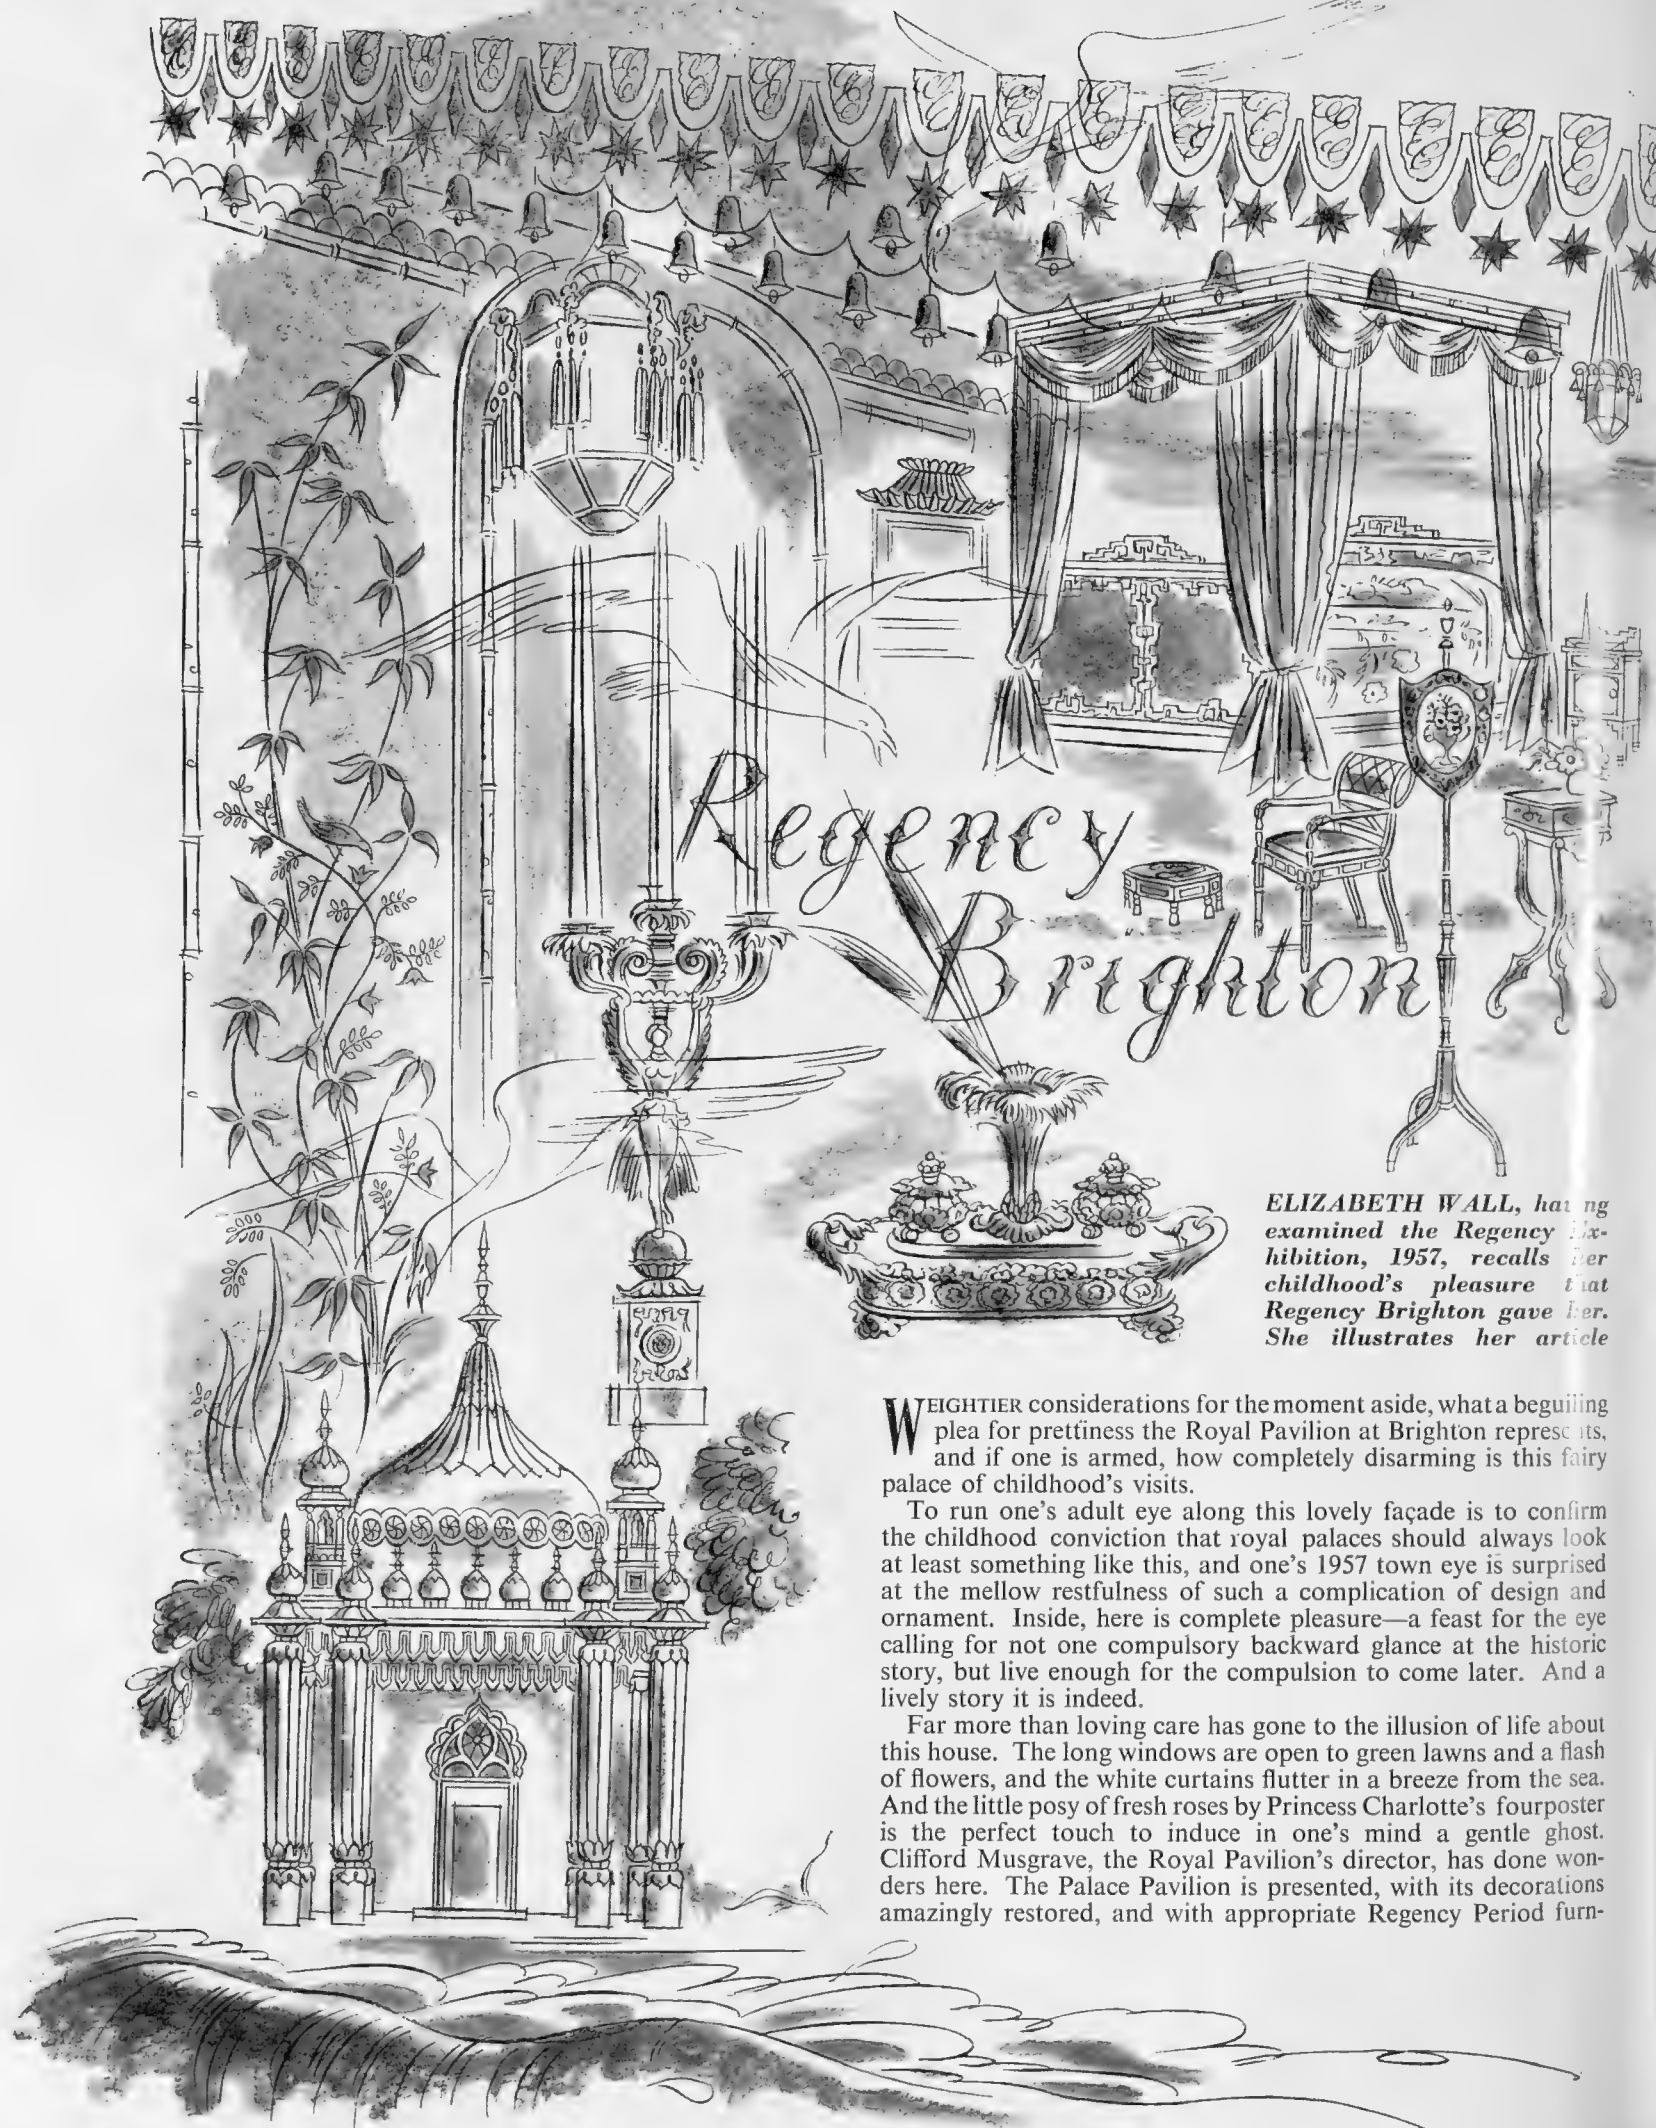 Regency
Brighton
ELIZABETH WALL, having
examined the Regency Ex-
hibition, 1957, recalls her
childhood's pleasure that
Regency Brighton gave her.
She illustrates her article
WEIGHTIER considerations for the moment aside, what a beguiling
plea for prettiness the Royal Pavilion at Brighton represents,
and if one is armed, how completely disarming is this fairy
palace of childhood's visits.
To run one's adult eye along this lovely façade is to confirm
the childhood conviction that royal palaces should always look
at least something like this, and one's 1957 town eye is surprised
at the mellow restfulness of such a complication of design and
ornament. Inside, here is complete pleasure—a feast for the eye
calling for not one compulsory backward glance at the historic
story, but live enough for the compulsion to come later. And a
lively story it is indeed.
Far more than loving care has gone to the illusion of life about
this house. The long windows are open to green lawns and a flash
of flowers, and the white curtains flutter in a breeze from the sea.
And the little posy of fresh roses by Princess Charlotte's fourposter
is the perfect touch to induce in one's mind a gentle ghost.
Clifford Musgrave, the Royal Pavilion's director, has done won-
ders here. The Palace Pavilion is presented, with its decorations
amazingly restored, and with appropriate Regency Period furn-